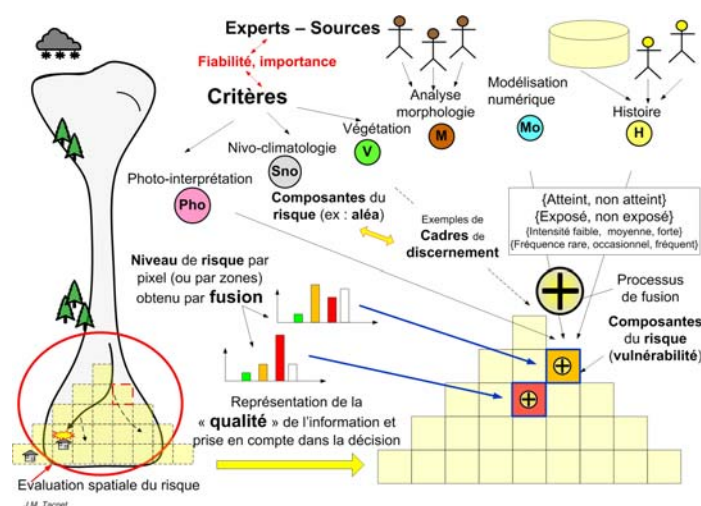 Experts – Sources
Fiabilité, importance
Critères
Analyse
morphologie
M
Modélisation
numérique
Mo
Histoire
H
Végétation
V
Nivo-climatologie
Sno
Photo-interprétation
Pho
Composantes du
risque (ex : aléa)
Exemples de
Cadres de
discernement
{Atteint, non atteint}
{Exposé, non exposé}
{Intensité faible, moyenne, forte}
{Fréquence rare, occasionnel, fréquent}
Niveau de risque par
pixel (ou par zones)
obtenu par fusion
Processus
de fusion
Composantes
du risque
(vulnérabilité)
Représentation de la
« qualité » de l'information et
prise en compte dans la décision
Evaluation spatiale du risque
J.M. Tacnet